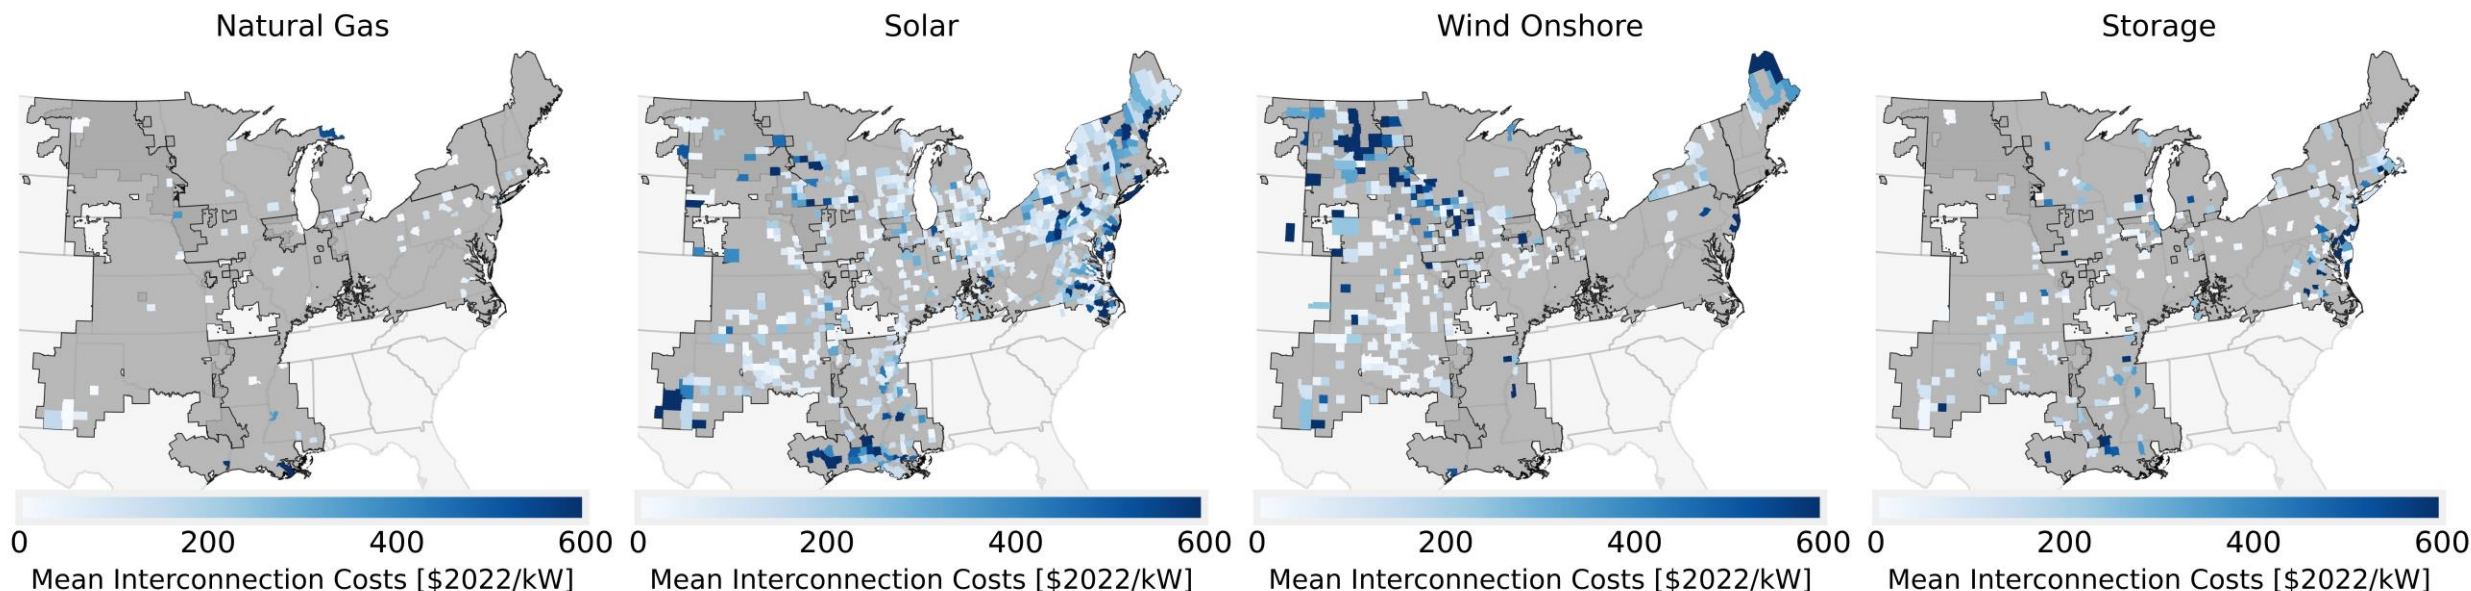 Natural Gas
Solar
Wind Onshore
Storage
0 200 400 600
Mean Interconnection Costs [$2022/kW]
0 200 400 600
Mean Interconnection Costs [$2022/kW]
0 200 400 600
Mean Interconnection Costs [$2022/kW]
0 200 400 600
Mean Interconnection Costs [$2022/kW]